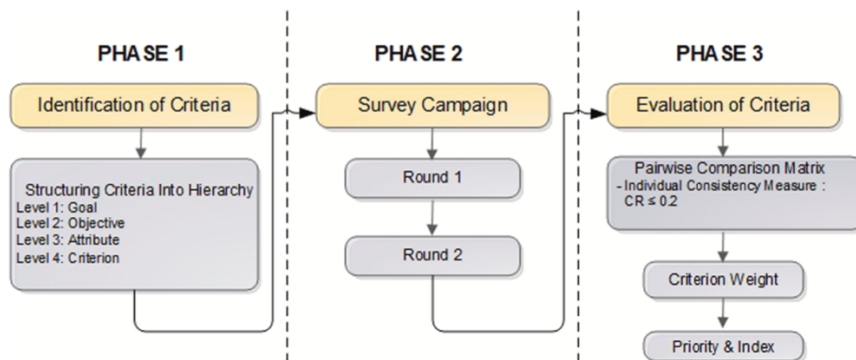 PHASE 1
Identification of Criteria
Structuring Criteria Into Hierarchy
Level 1: Goal
Level 2: Objective
Level 3: Attribute
Level 4: Criterion
PHASE 2
Survey Campaign
Round 1
Round 2
PHASE 3
Evaluation of Criteria
Pairwise Comparison Matrix
- Individual Consistency Measure :
CR ≤ 0.2
Criterion Weight
Priority & Index